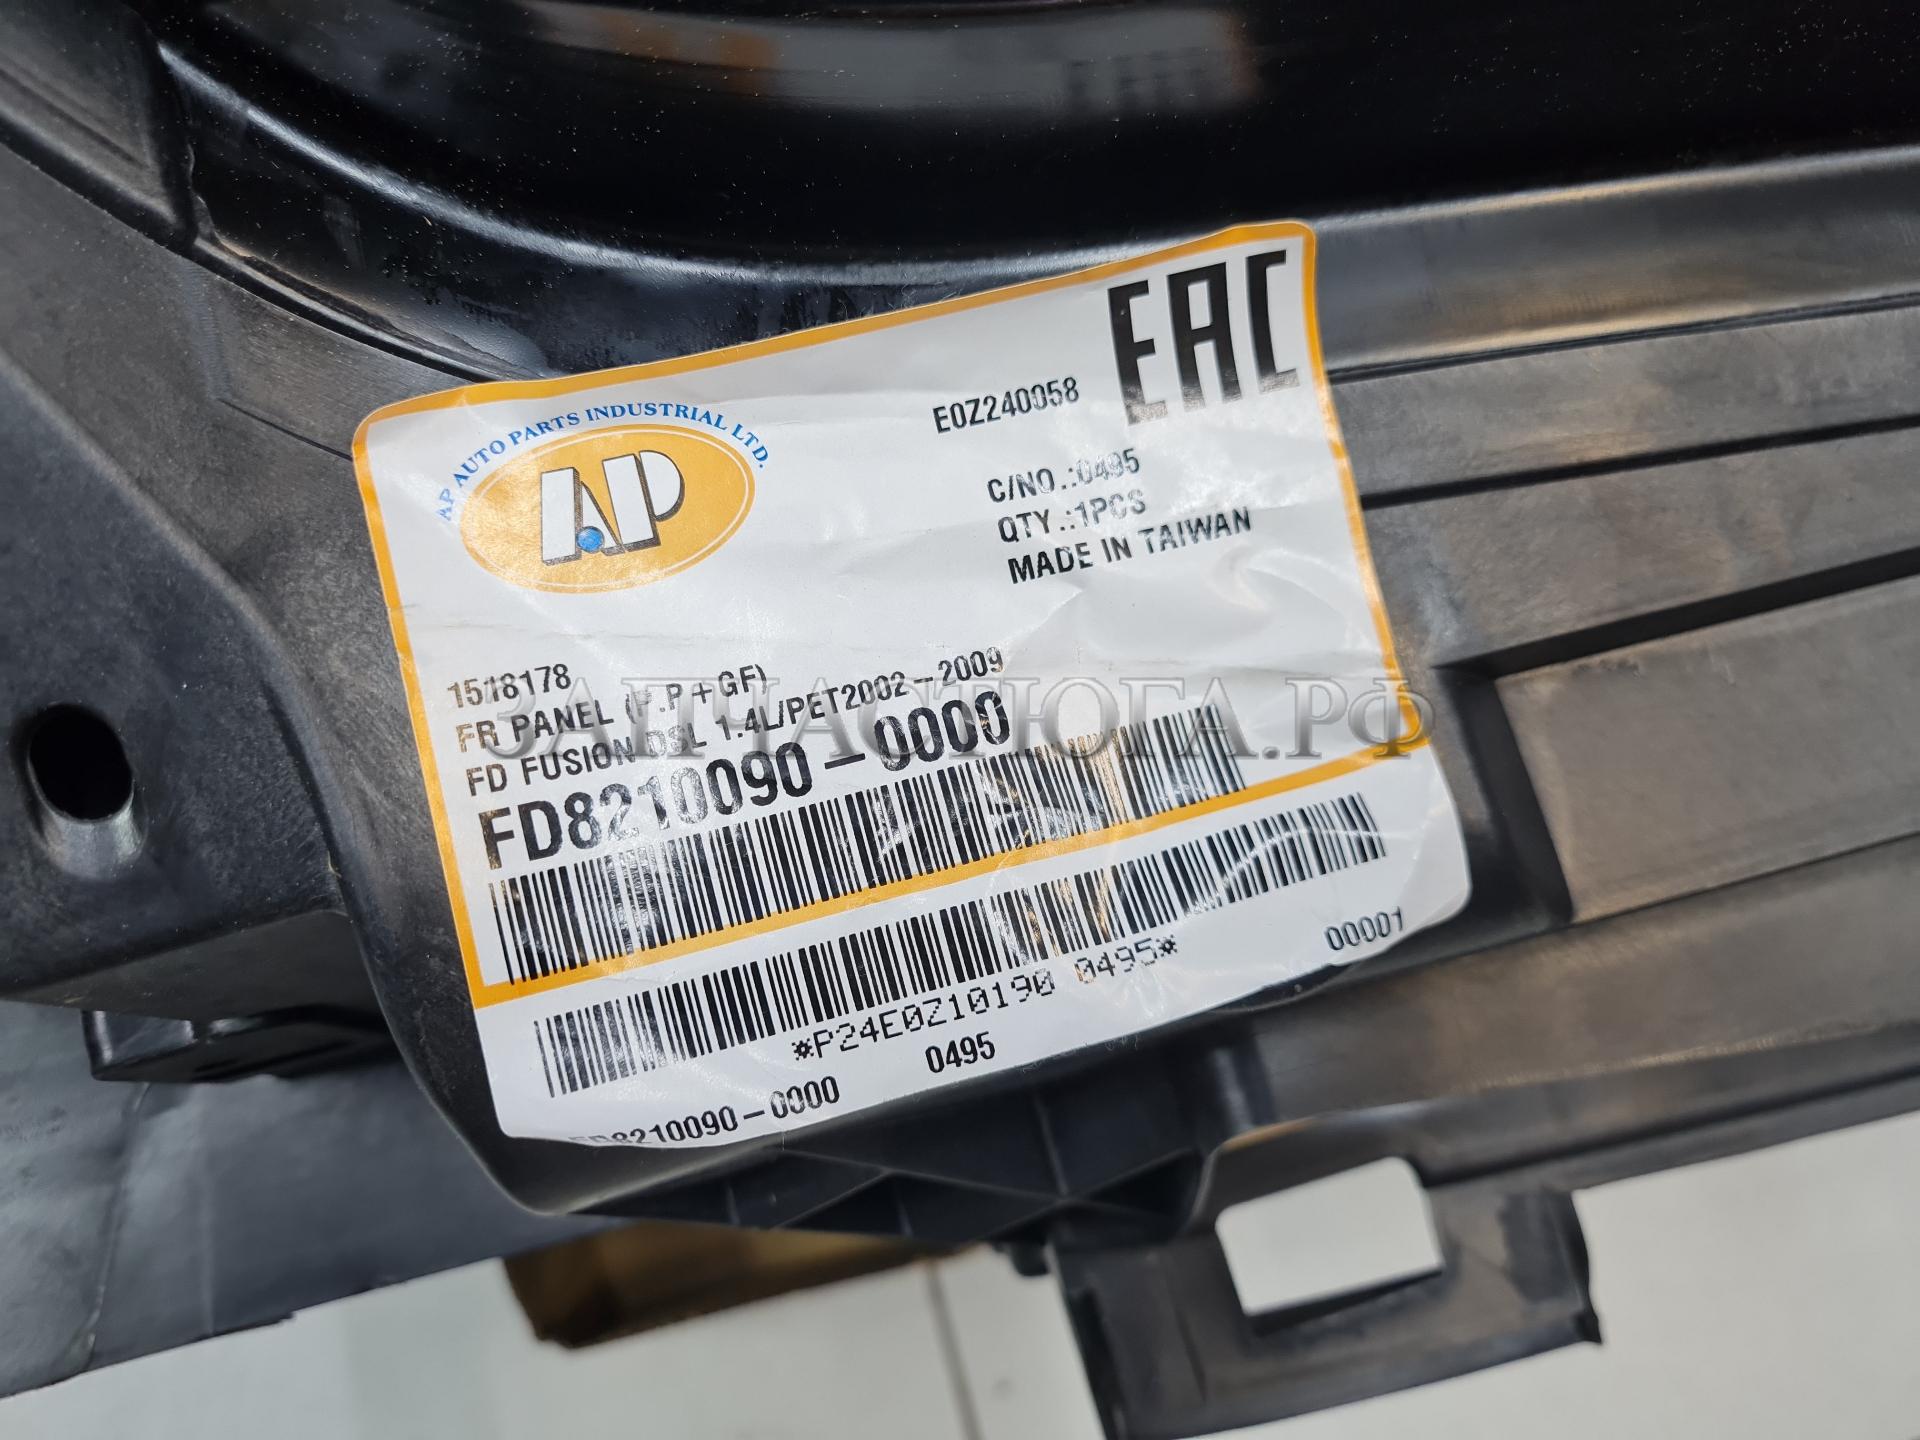 AP AUTO PARTS INDUSTRIAL LTD.
AP
EAC
E0Z240058
C/NO.:0495
QTY.:1PCS
MADE IN TAIWAN
1518178
FR PANEL (P.P+GF)
FD FUSION DSL 1.4L/PET2002-2009
FD8210090-0000
ЗАПЧАСТЮГА.РФ
*P24E0Z10190 0495*
00001
FD8210090-0000
0495